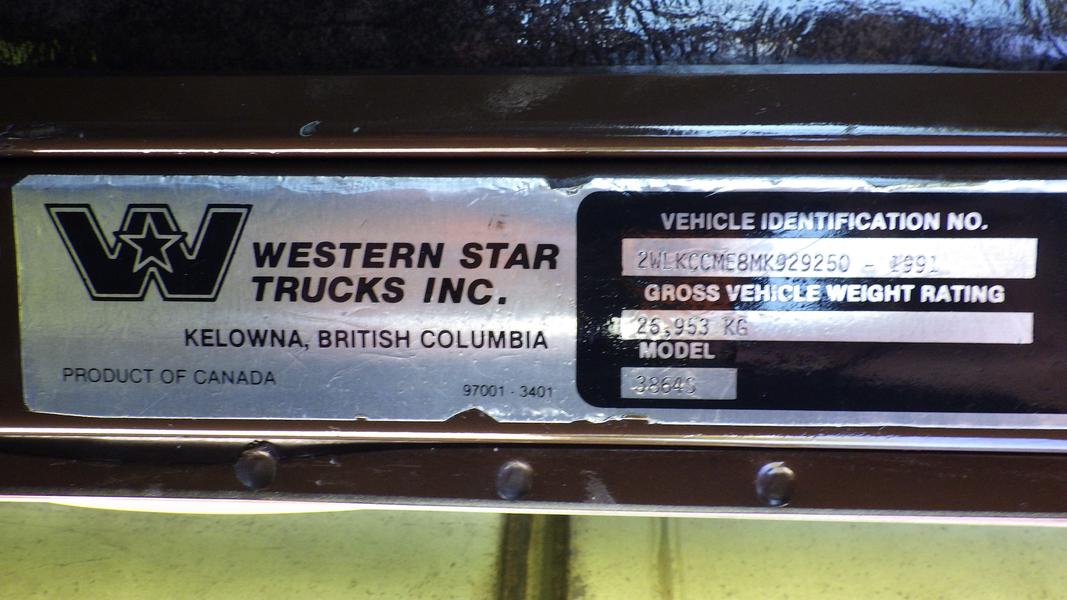 WESTERN STAR
TRUCKS INC.
KELOWNA, BRITISH COLUMBIA
PRODUCT OF CANADA
97001 - 3401
VEHICLE IDENTIFICATION NO.
2WLKCCME8MK929250 - 1991
GROSS VEHICLE WEIGHT RATING
26,953 KG
MODEL
3864S